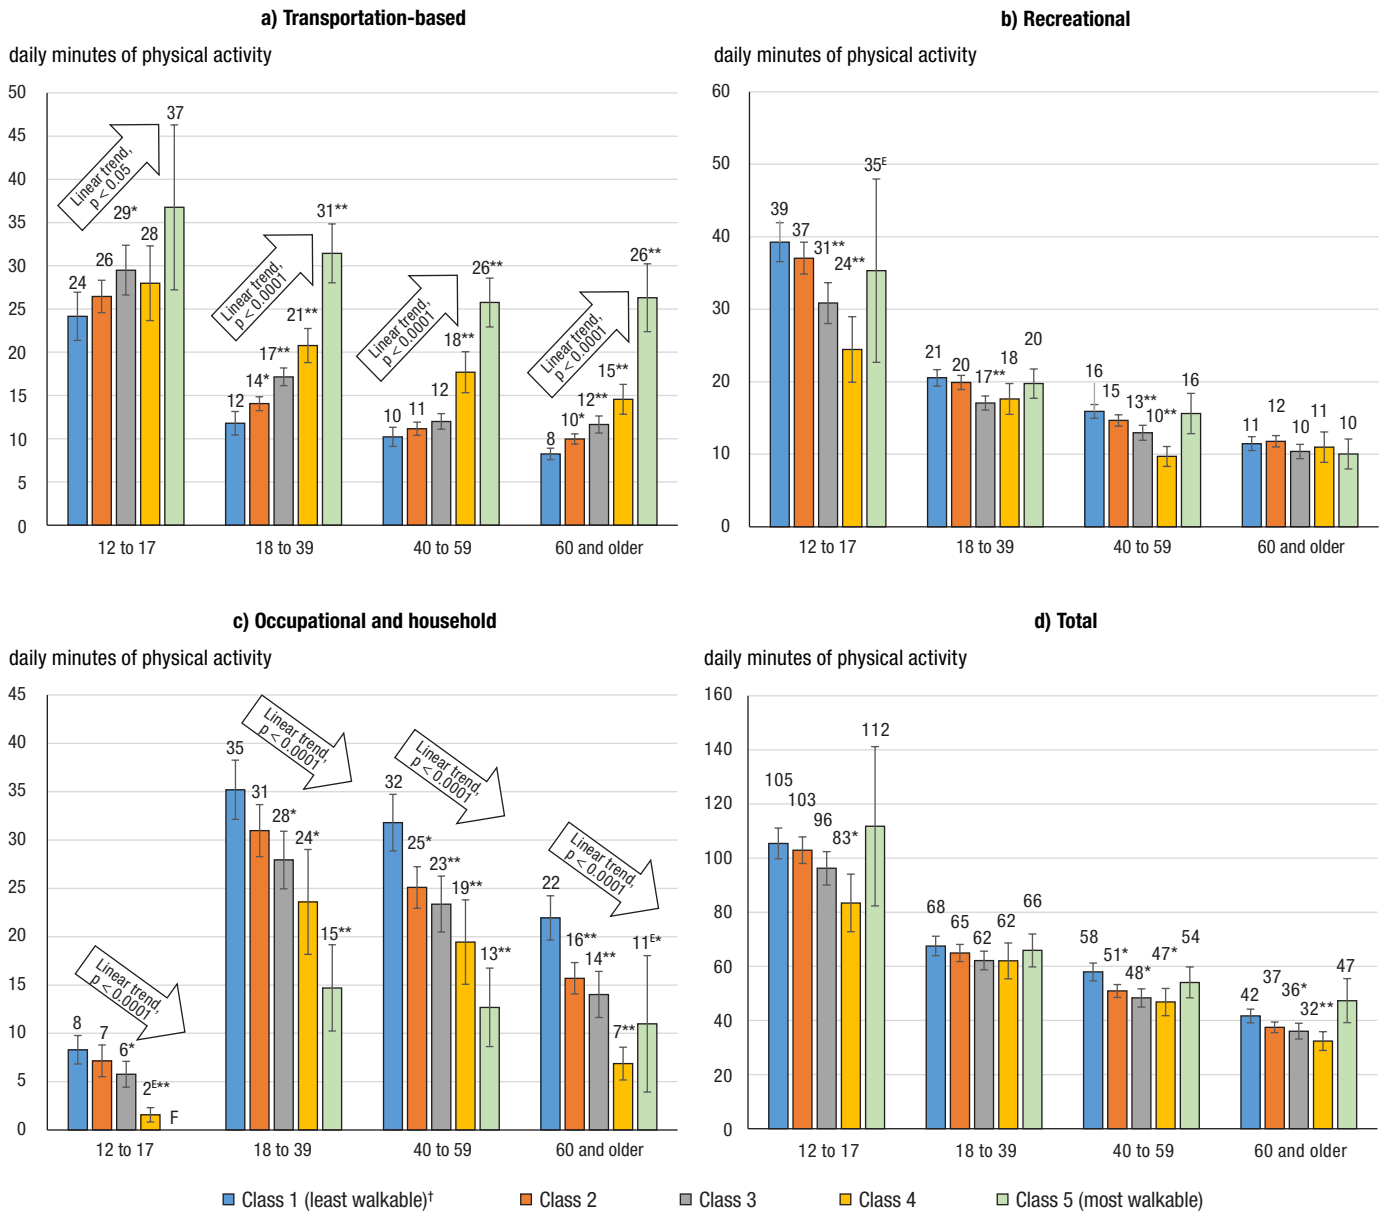 a) Transportation-based
daily minutes of physical activity
50
45
40
35
30
25
20
15
10
5
0
Linear trend,
p < 0.05
24
26
29*
28
37
Linear trend,
p < 0.0001
12
14*
17**
21**
31**
Linear trend,
p < 0.0001
10
11
12
18**
26**
Linear trend,
p < 0.0001
8
10*
12**
15**
26**
12 to 17
18 to 39
40 to 59
60 and older
b) Recreational
daily minutes of physical activity
60
50
40
30
20
10
0
39
37
31**
24**
35ᴱ
21
20
17**
18
20
16
15
13**
10**
16
11
12
10
11
10
12 to 17
18 to 39
40 to 59
60 and older
c) Occupational and household
daily minutes of physical activity
45
40
35
30
25
20
15
10
5
0
Linear trend,
p < 0.0001
8
7
6*
2ᴱ**
F
Linear trend,
p < 0.0001
35
31
28*
24*
15**
Linear trend,
p < 0.0001
32
25*
23**
19**
13**
Linear trend,
p < 0.0001
22
16**
14**
7**
11ᴱ*
12 to 17
18 to 39
40 to 59
60 and older
d) Total
daily minutes of physical activity
160
140
120
100
80
60
40
20
0
105
103
96
83*
112
68
65
62
62
66
58
51*
48*
47*
54
42
37
36*
32**
47
12 to 17
18 to 39
40 to 59
60 and older
Class 1 (least walkable)†
Class 2
Class 3
Class 4
Class 5 (most walkable)